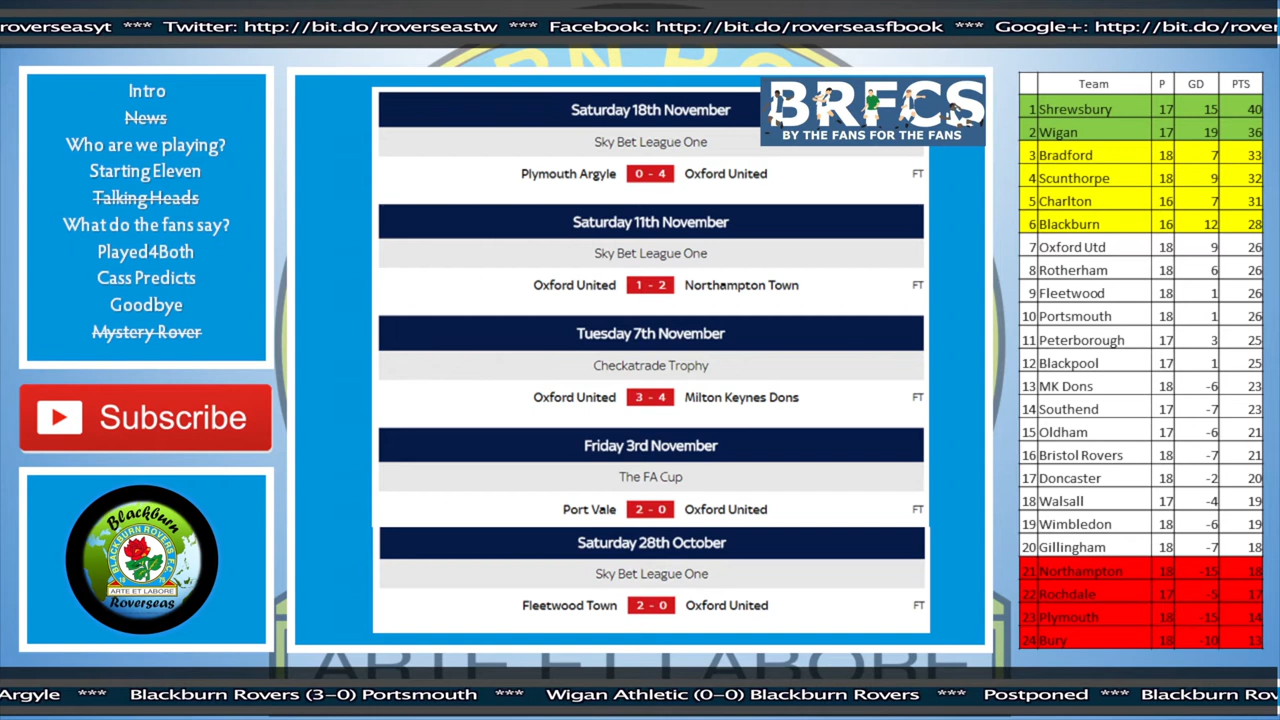 roverseasyt *** Twitter: http://bit.do/roverseastw *** Facebook: http://bit.do/roverseasfbook *** Google+: http://bit.do/rover
Intro
News
Who are we playing?
Starting Eleven
Talking Heads
What do the fans say?
Played4Both
Cass Predicts
Goodbye
Mystery Rover
Subscribe
Blackburn
BLACKBURN ROVERS F.C.
18 75
ARTE ET LABORE
Roverseas
BRFCS
BY THE FANS FOR THE FANS
Saturday 18th November
Sky Bet League One
Plymouth Argyle 0 - 4 Oxford United FT
Saturday 11th November
Sky Bet League One
Oxford United 1 - 2 Northampton Town FT
Tuesday 7th November
Checkatrade Trophy
Oxford United 3 - 4 Milton Keynes Dons FT
Friday 3rd November
The FA Cup
Port Vale 2 - 0 Oxford United FT
Saturday 28th October
Sky Bet League One
Fleetwood Town 2 - 0 Oxford United FT
ARTE ET LABORE
Team P GD PTS
1 Shrewsbury 17 15 40
2 Wigan 17 19 36
3 Bradford 18 7 33
4 Scunthorpe 18 9 32
5 Charlton 16 7 31
6 Blackburn 16 12 28
7 Oxford Utd 18 9 26
8 Rotherham 18 6 26
9 Fleetwood 18 1 26
10 Portsmouth 18 1 26
11 Peterborough 17 3 25
12 Blackpool 17 1 25
13 MK Dons 18 -6 23
14 Southend 17 -7 23
15 Oldham 17 -6 21
16 Bristol Rovers 18 -7 21
17 Doncaster 18 -2 20
18 Walsall 17 -4 19
19 Wimbledon 18 -6 19
20 Gillingham 18 -7 18
21 Northampton 18 -15 18
22 Rochdale 17 -5 17
23 Plymouth 18 -15 14
24 Bury 18 -10 13
Argyle *** Blackburn Rovers (3-0) Portsmouth *** Wigan Athletic (0-0) Blackburn Rovers *** Postponed *** Blackburn Rov